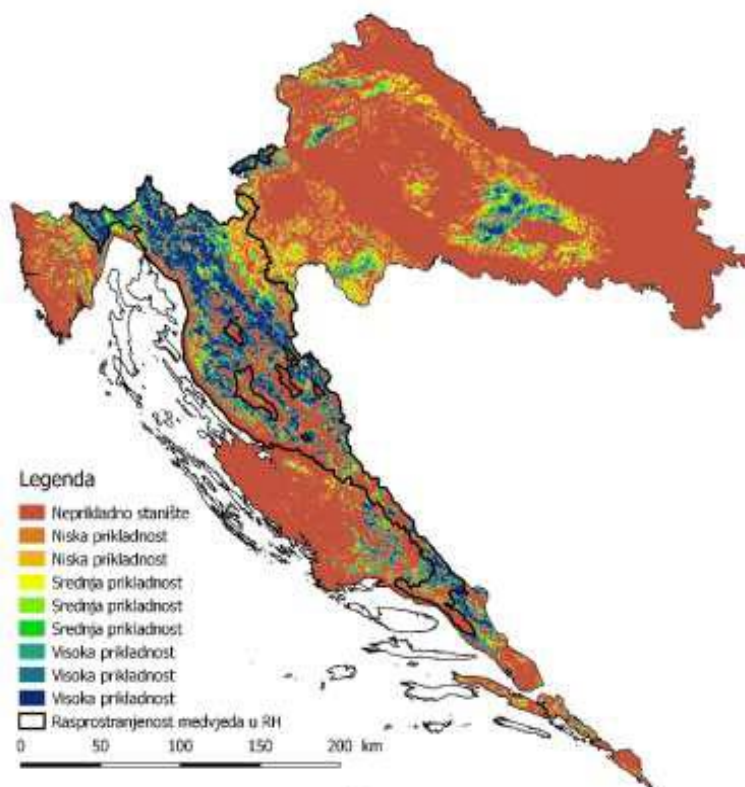 Legenda
Neprikladno stanište
Niska prikladnost
Niska prikladnost
Srednja prikladnost
Srednja prikladnost
Srednja prikladnost
Visoka prikladnost
Visoka prikladnost
Visoka prikladnost
Rasprostranjenost medvjeda u RH
0 50 100 150 200 km